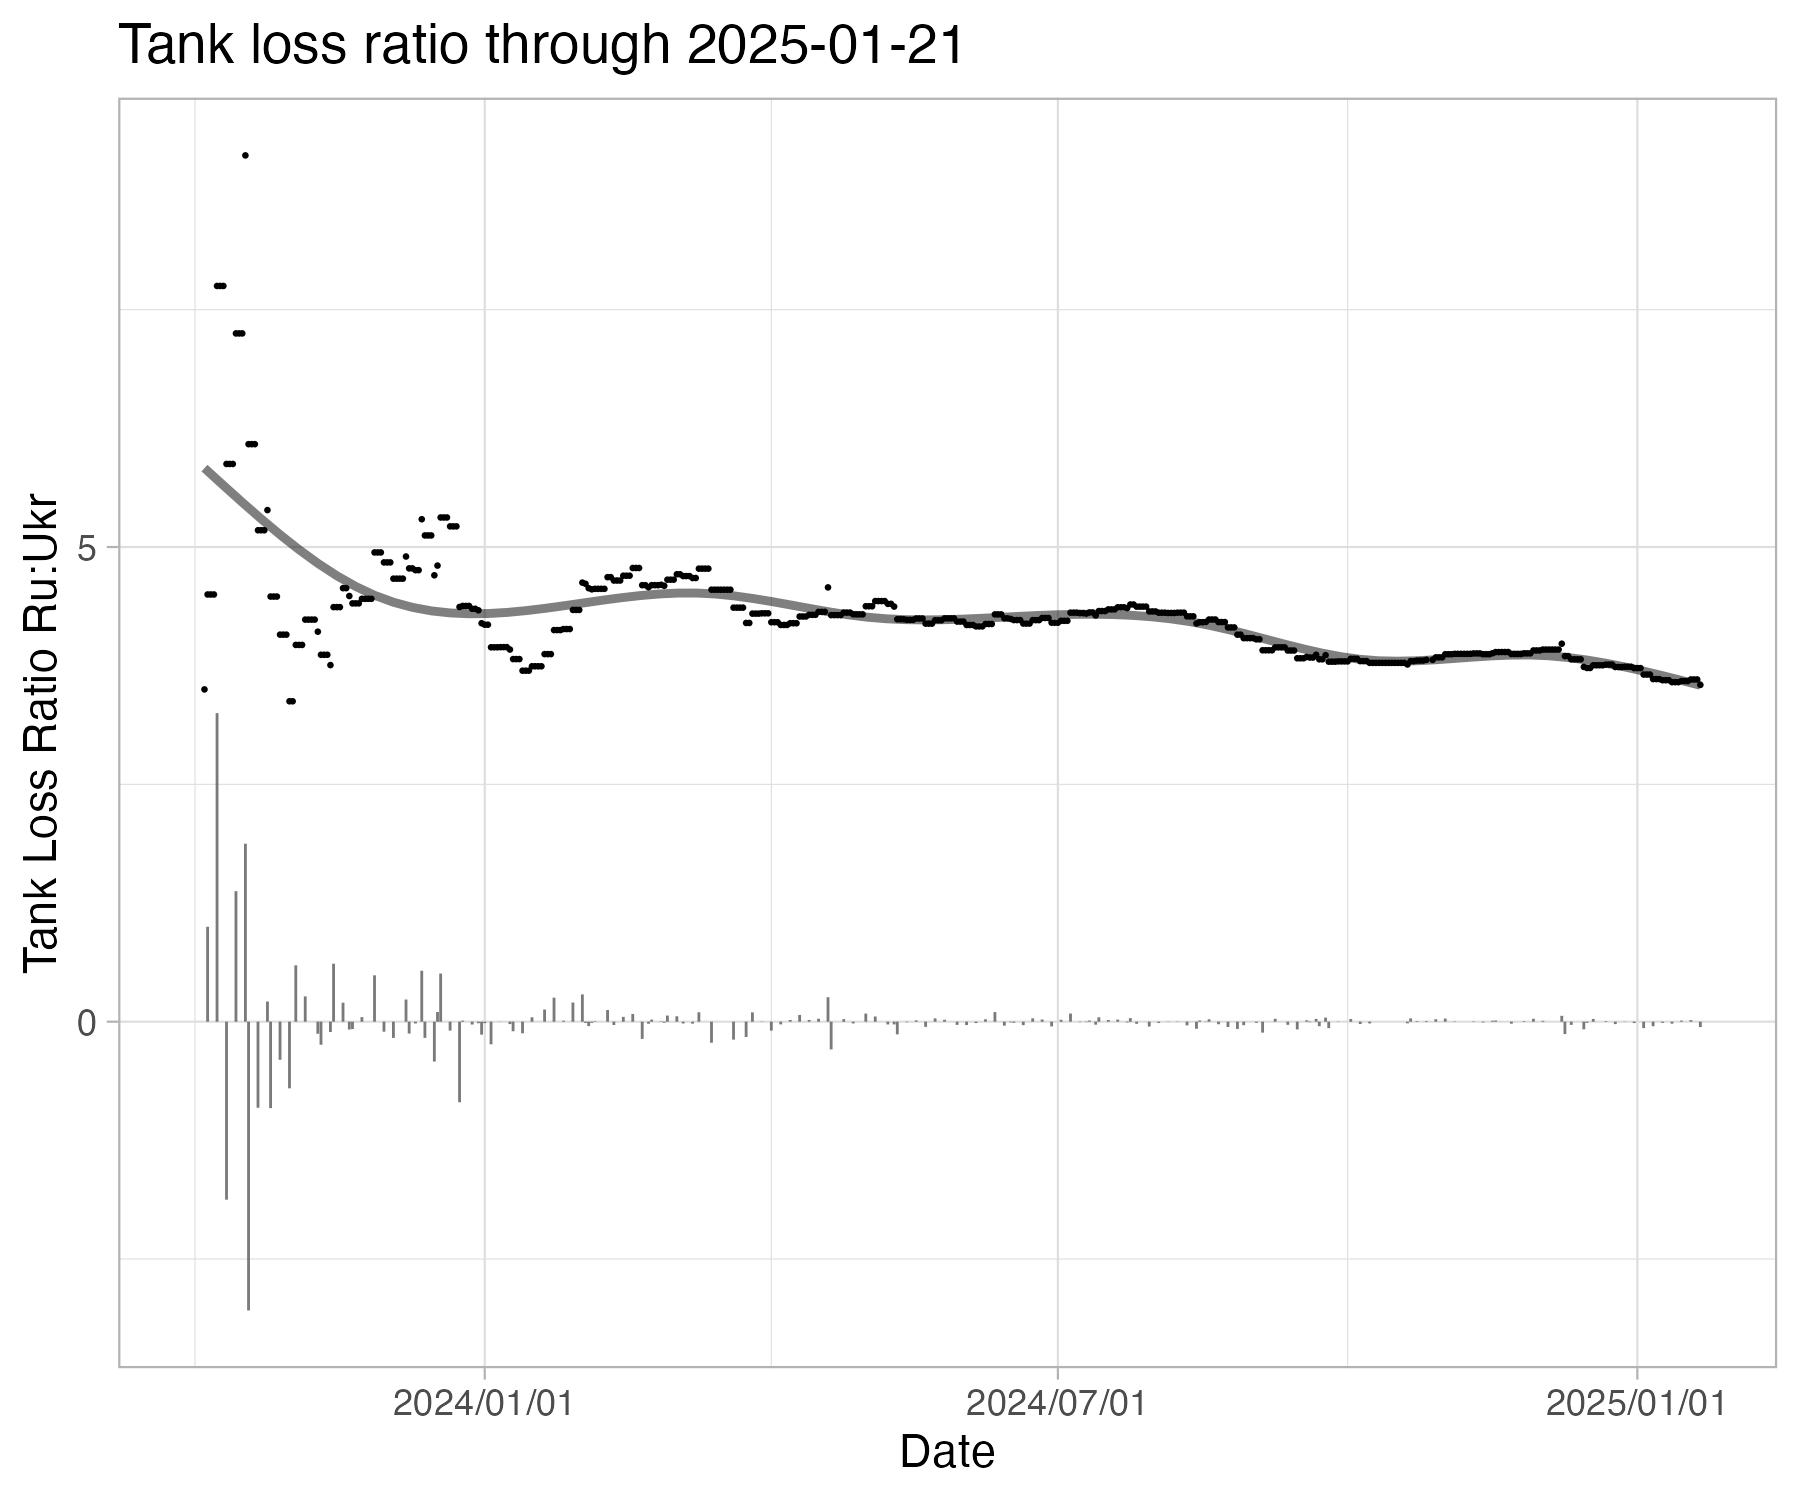 Tank loss ratio through 2025-01-21
Tank Loss Ratio Ru:Ukr
5
0
2024/01/01
2024/07/01
2025/01/01
Date